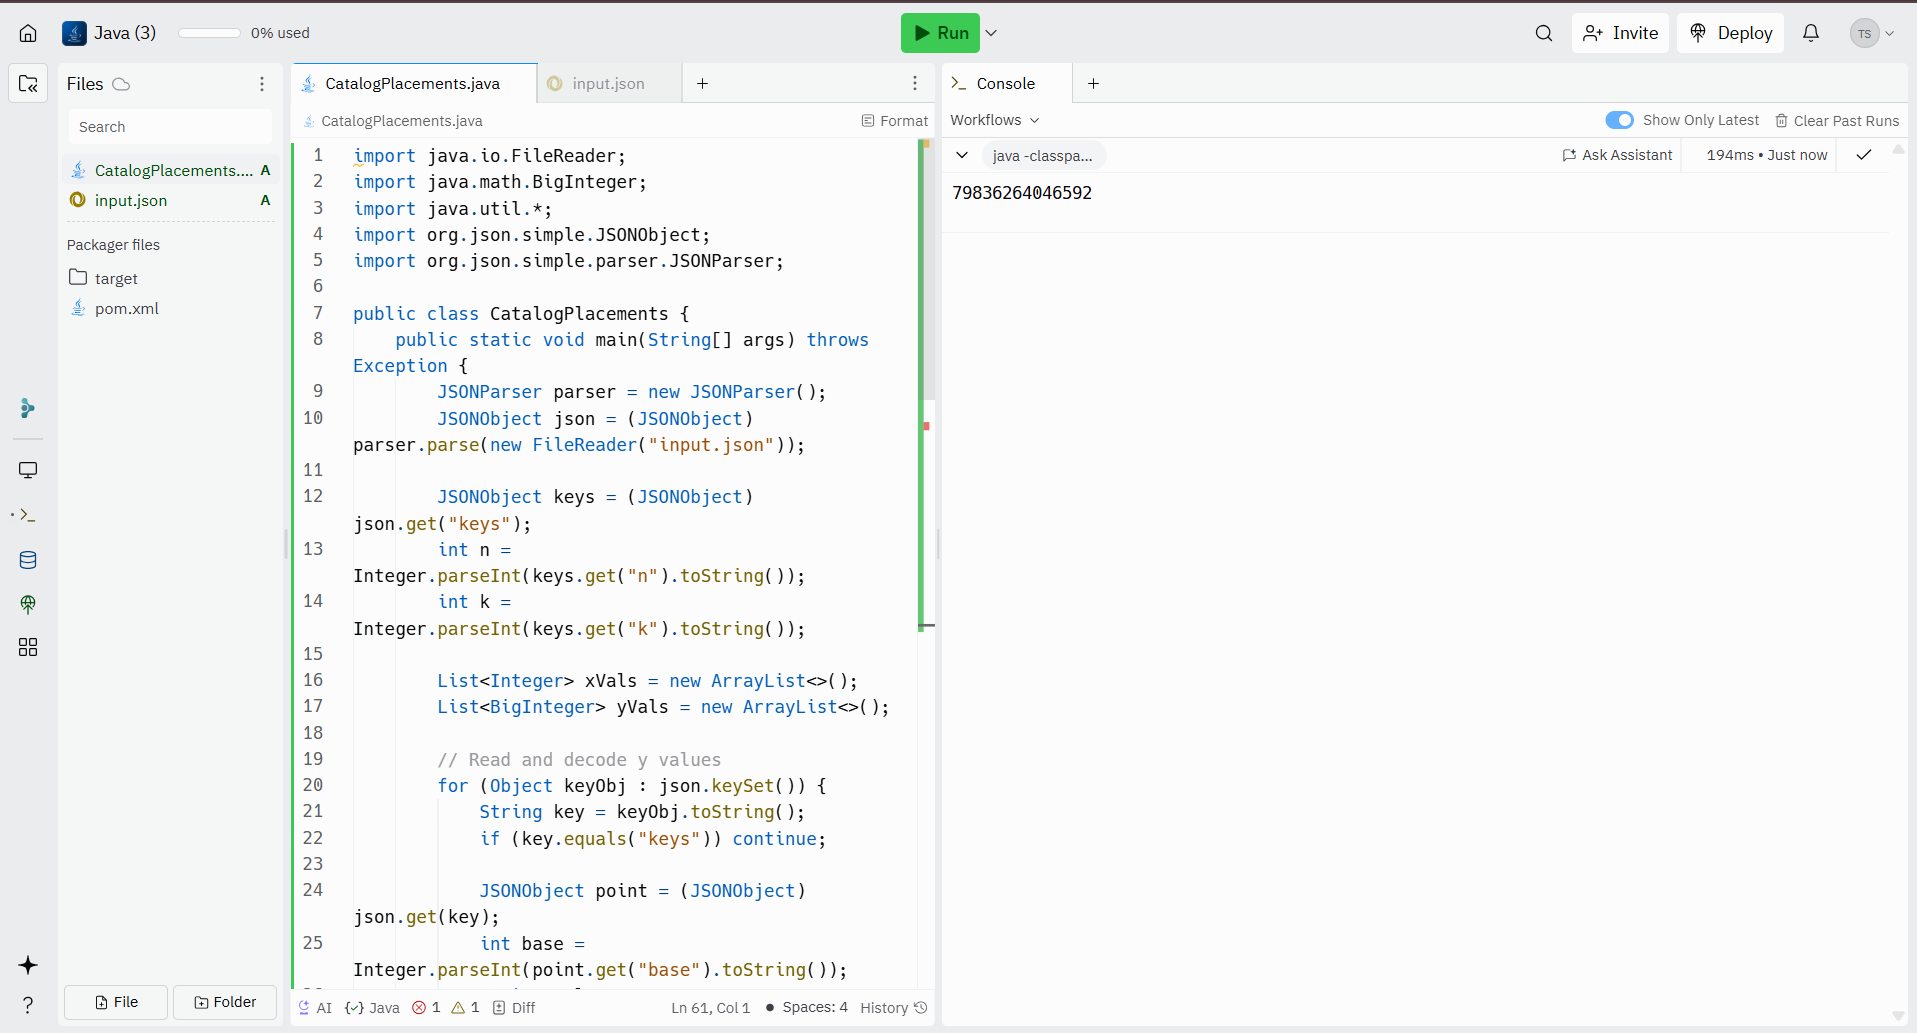 Java (3)
0% used
Run
Invite
Deploy
TS
Files
Search
CatalogPlacements.... A
input.json A
Packager files
target
pom.xml
File
Folder
CatalogPlacements.java
input.json
CatalogPlacements.java
Format
1 import java.io.FileReader;
2 import java.math.BigInteger;
3 import java.util.*;
4 import org.json.simple.JSONObject;
5 import org.json.simple.parser.JSONParser;
6
7 public class CatalogPlacements {
8 public static void main(String[] args) throws
Exception {
9 JSONParser parser = new JSONParser();
10 JSONObject json = (JSONObject)
parser.parse(new FileReader("input.json"));
11
12 JSONObject keys = (JSONObject)
json.get("keys");
13 int n =
Integer.parseInt(keys.get("n").toString());
14 int k =
Integer.parseInt(keys.get("k").toString());
15
16 List<Integer> xVals = new ArrayList<>();
17 List<BigInteger> yVals = new ArrayList<>();
18
19 // Read and decode y values
20 for (Object keyObj : json.keySet()) {
21 String key = keyObj.toString();
22 if (key.equals("keys")) continue;
23
24 JSONObject point = (JSONObject)
json.get(key);
25 int base =
Integer.parseInt(point.get("base").toString());
AI
Java
1
1
Diff
Ln 61, Col 1
Spaces: 4
History
Console
Workflows
Show Only Latest
Clear Past Runs
java -classpa...
Ask Assistant
194ms • Just now
79836264046592